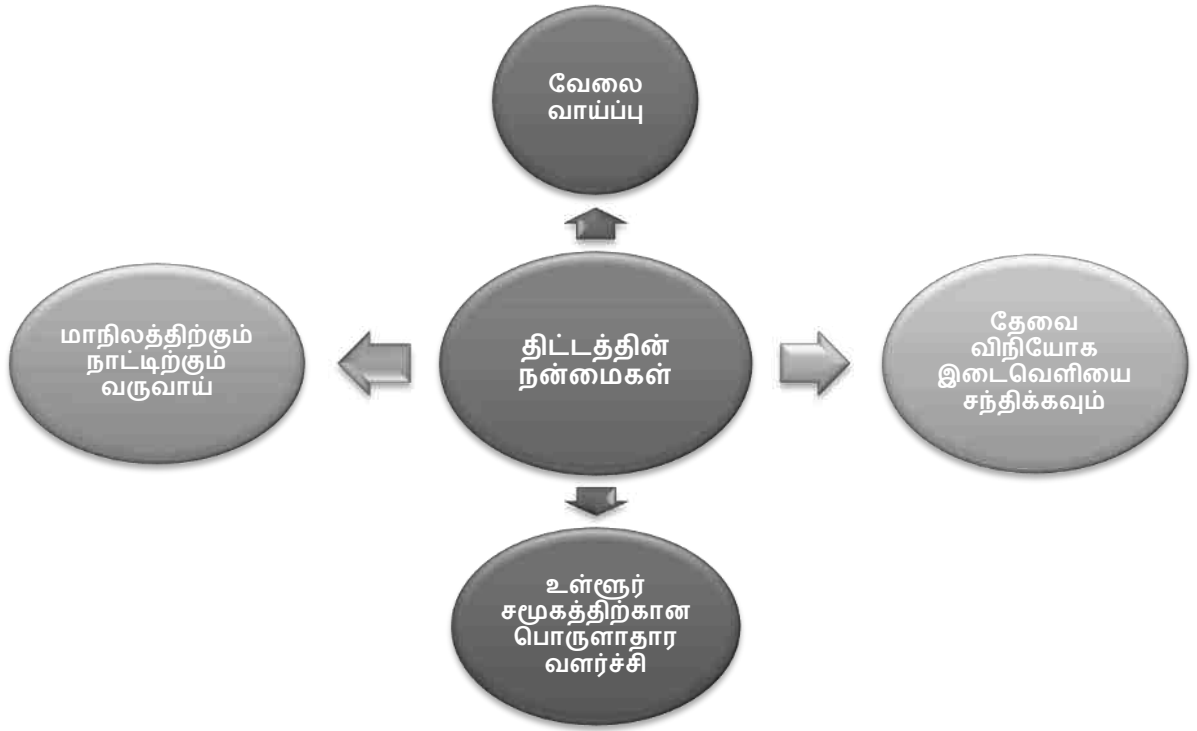 வேலை
வாய்ப்பு
மாநிலத்திற்கும்
நாட்டிற்கும்
வருவாய்
திட்டத்தின்
நன்மைகள்
தேவை
விநியோக
இடைவெளியை
சந்திக்கவும்
உள்ளூர்
சமூகத்திற்கான
பொருளாதார
வளர்ச்சி